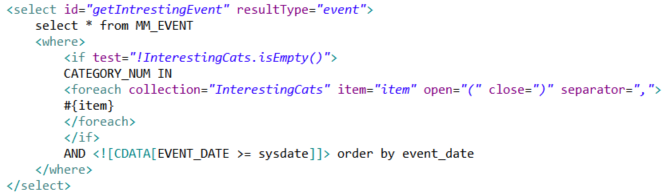 <select id="getIntrestingEvent" resultType="event">
    select * from MM_EVENT
    <where>
        <if test="!InterestingCats.isEmpty()">
        CATEGORY_NUM IN
        <foreach collection="InterestingCats" item="item" open="(" close=")" separator=",">
        #{item}
        </foreach>
        </if>
        AND <![CDATA[EVENT_DATE >= sysdate]]> order by event_date
    </where>
</select>